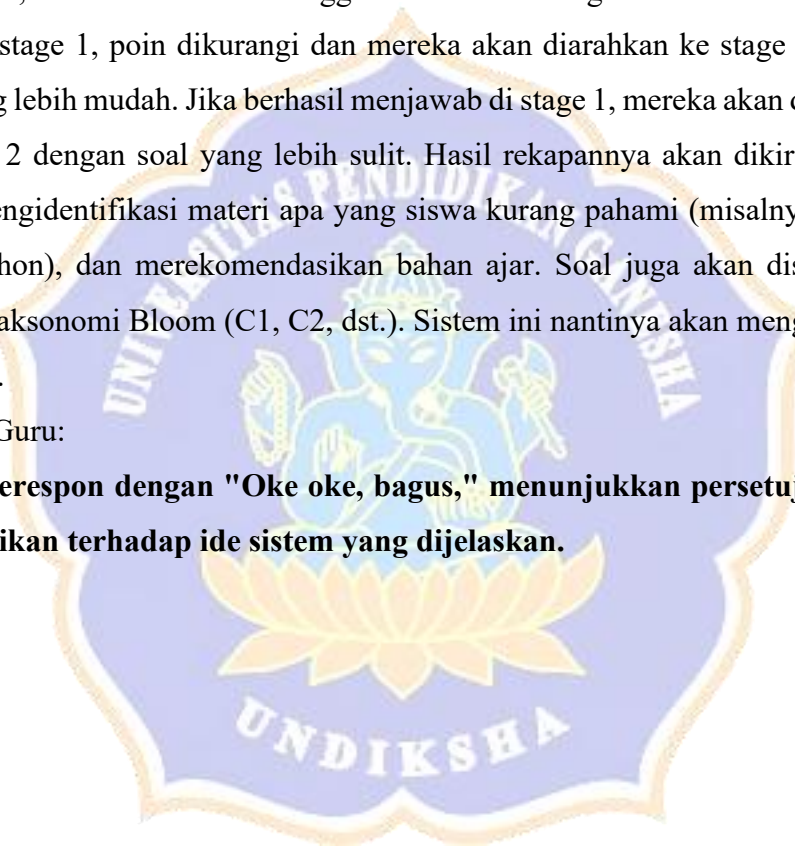 stage 1, poin dikurangi dan mereka akan diarahkan ke stage
g lebih mudah. Jika berhasil menjawab di stage 1, mereka akan d
2 dengan soal yang lebih sulit. Hasil rekapannya akan dikir
engidentifikasi materi apa yang siswa kurang pahami (misalny
hon), dan merekomendasikan bahan ajar. Soal juga akan dis
aksonomi Bloom (C1, C2, dst.). Sistem ini nantinya akan meng
.
Guru:
erespon dengan "Oke oke, bagus," menunjukkan persetuj
ikan terhadap ide sistem yang dijelaskan.
UNIVERSITAS PENDIDIKAN GANESHA
UNDIKSHA